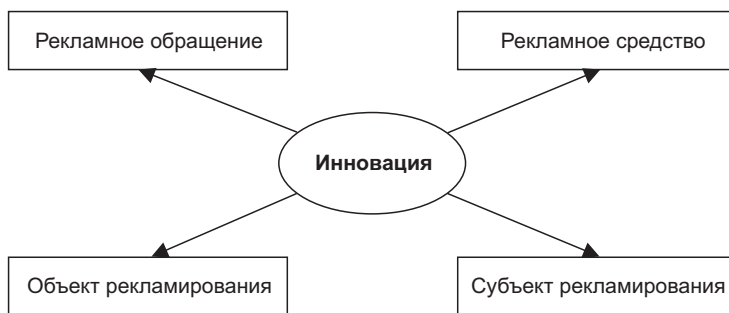 Рекламное обращение
Рекламное средство
Инновация
Объект рекламирования
Субъект рекламирования